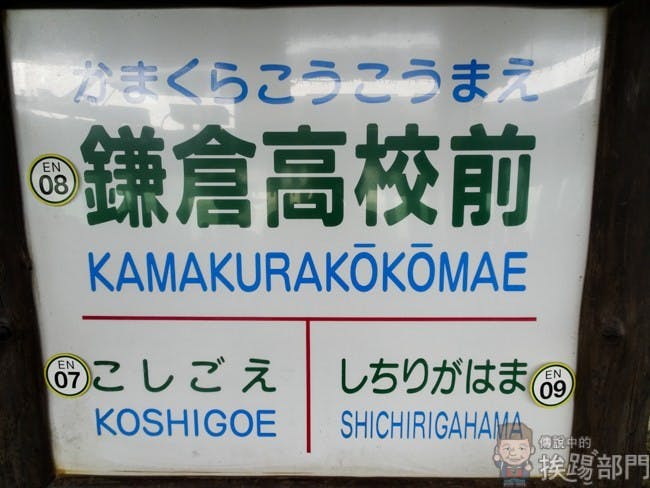 かまくらこうこうまえ
EN
08
鎌倉高校前
KAMAKURAKŌKŌMAE
EN
07
こしごえ
KOSHIGOE
しちりがはま
EN
09
SHICHIRIGAHAMA
傳說中的
挨踢部門